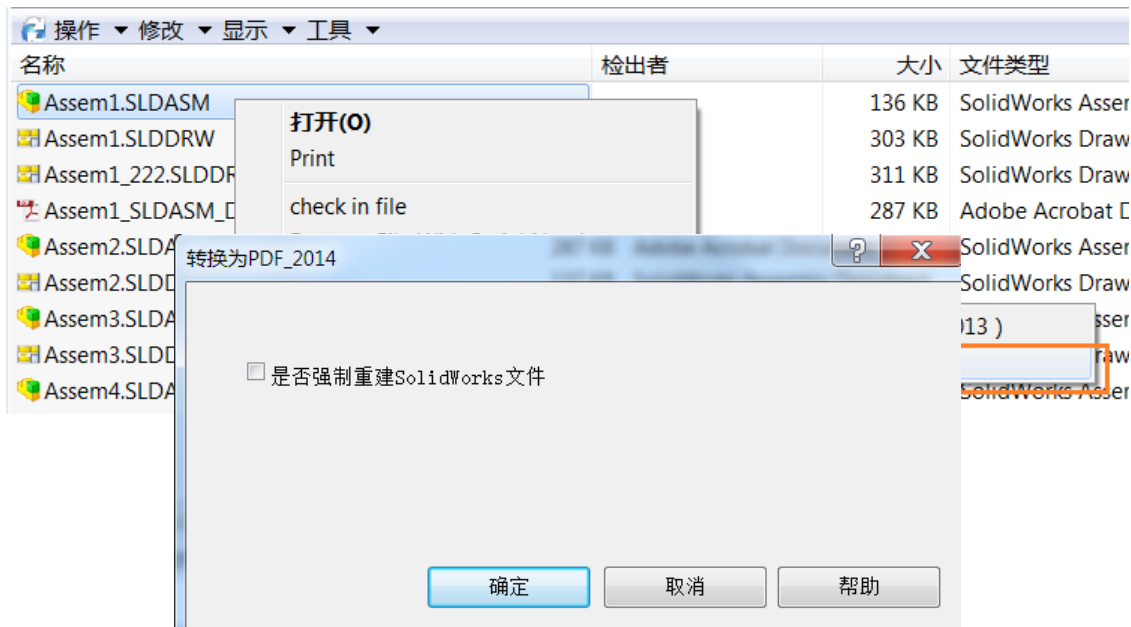 操作 修改 显示 工具
名称 检出者 大小 文件类型
Assem1.SLDASM 136 KB SolidWorks Asser
Assem1.SLDDRW 303 KB SolidWorks Draw
Assem1_222.SLDDR 311 KB SolidWorks Draw
Assem1_SLDASM_D 287 KB Adobe Acrobat D
Assem2.SLDA SolidWorks Asser
Assem2.SLDD SolidWorks Draw
Assem3.SLDA
Assem3.SLDD
Assem4.SLDA SolidWorks Asser
打开(O)
Print
check in file
转换为PDF_2014
是否强制重建SolidWorks文件
确定 取消 帮助
013 )